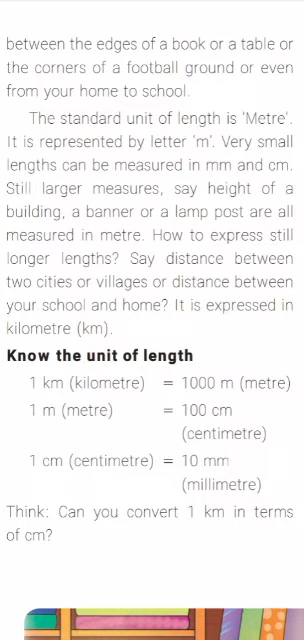 between the edges of a book or a table or
the corners of a football ground or even
from your home to school.
The standard unit of length is 'Metre'.
It is represented by letter 'm'. Very small
lengths can be measured in mm and cm.
Still larger measures, say height of a
building, a banner or a lamp post are all
measured in metre. How to express still
longer lengths? Say distance between
two cities or villages or distance between
your school and home? It is expressed in
kilometre (km).
Know the unit of length
1 km (kilometre) = 1000 m (metre)
1 m (metre) = 100 cm
(centimetre)
1 cm (centimetre) = 10 mm
(millimetre)
Think: Can you convert 1 km in terms
of cm?